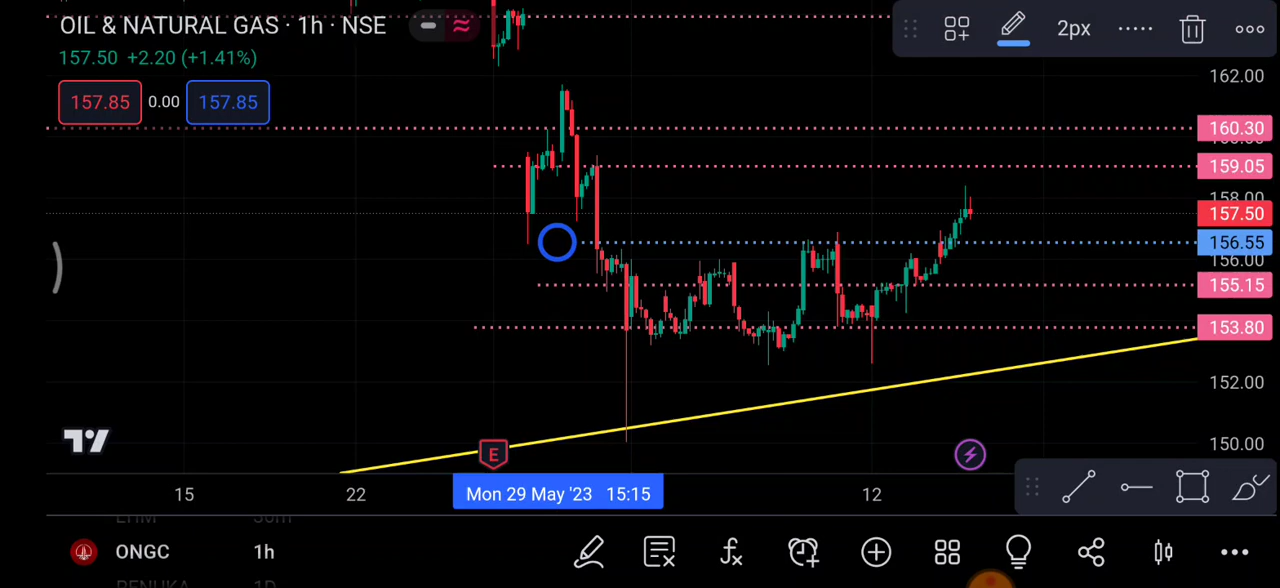 OIL & NATURAL GAS · 1h · NSE
2px
157.50 +2.20 (+1.41%)
162.00
157.85 0.00 157.85
160.30
159.05
158.00
157.50
156.55
156.00
155.15
153.80
152.00
150.00
E
15 22 Mon 29 May '23 15:15 12
ONGC 1h